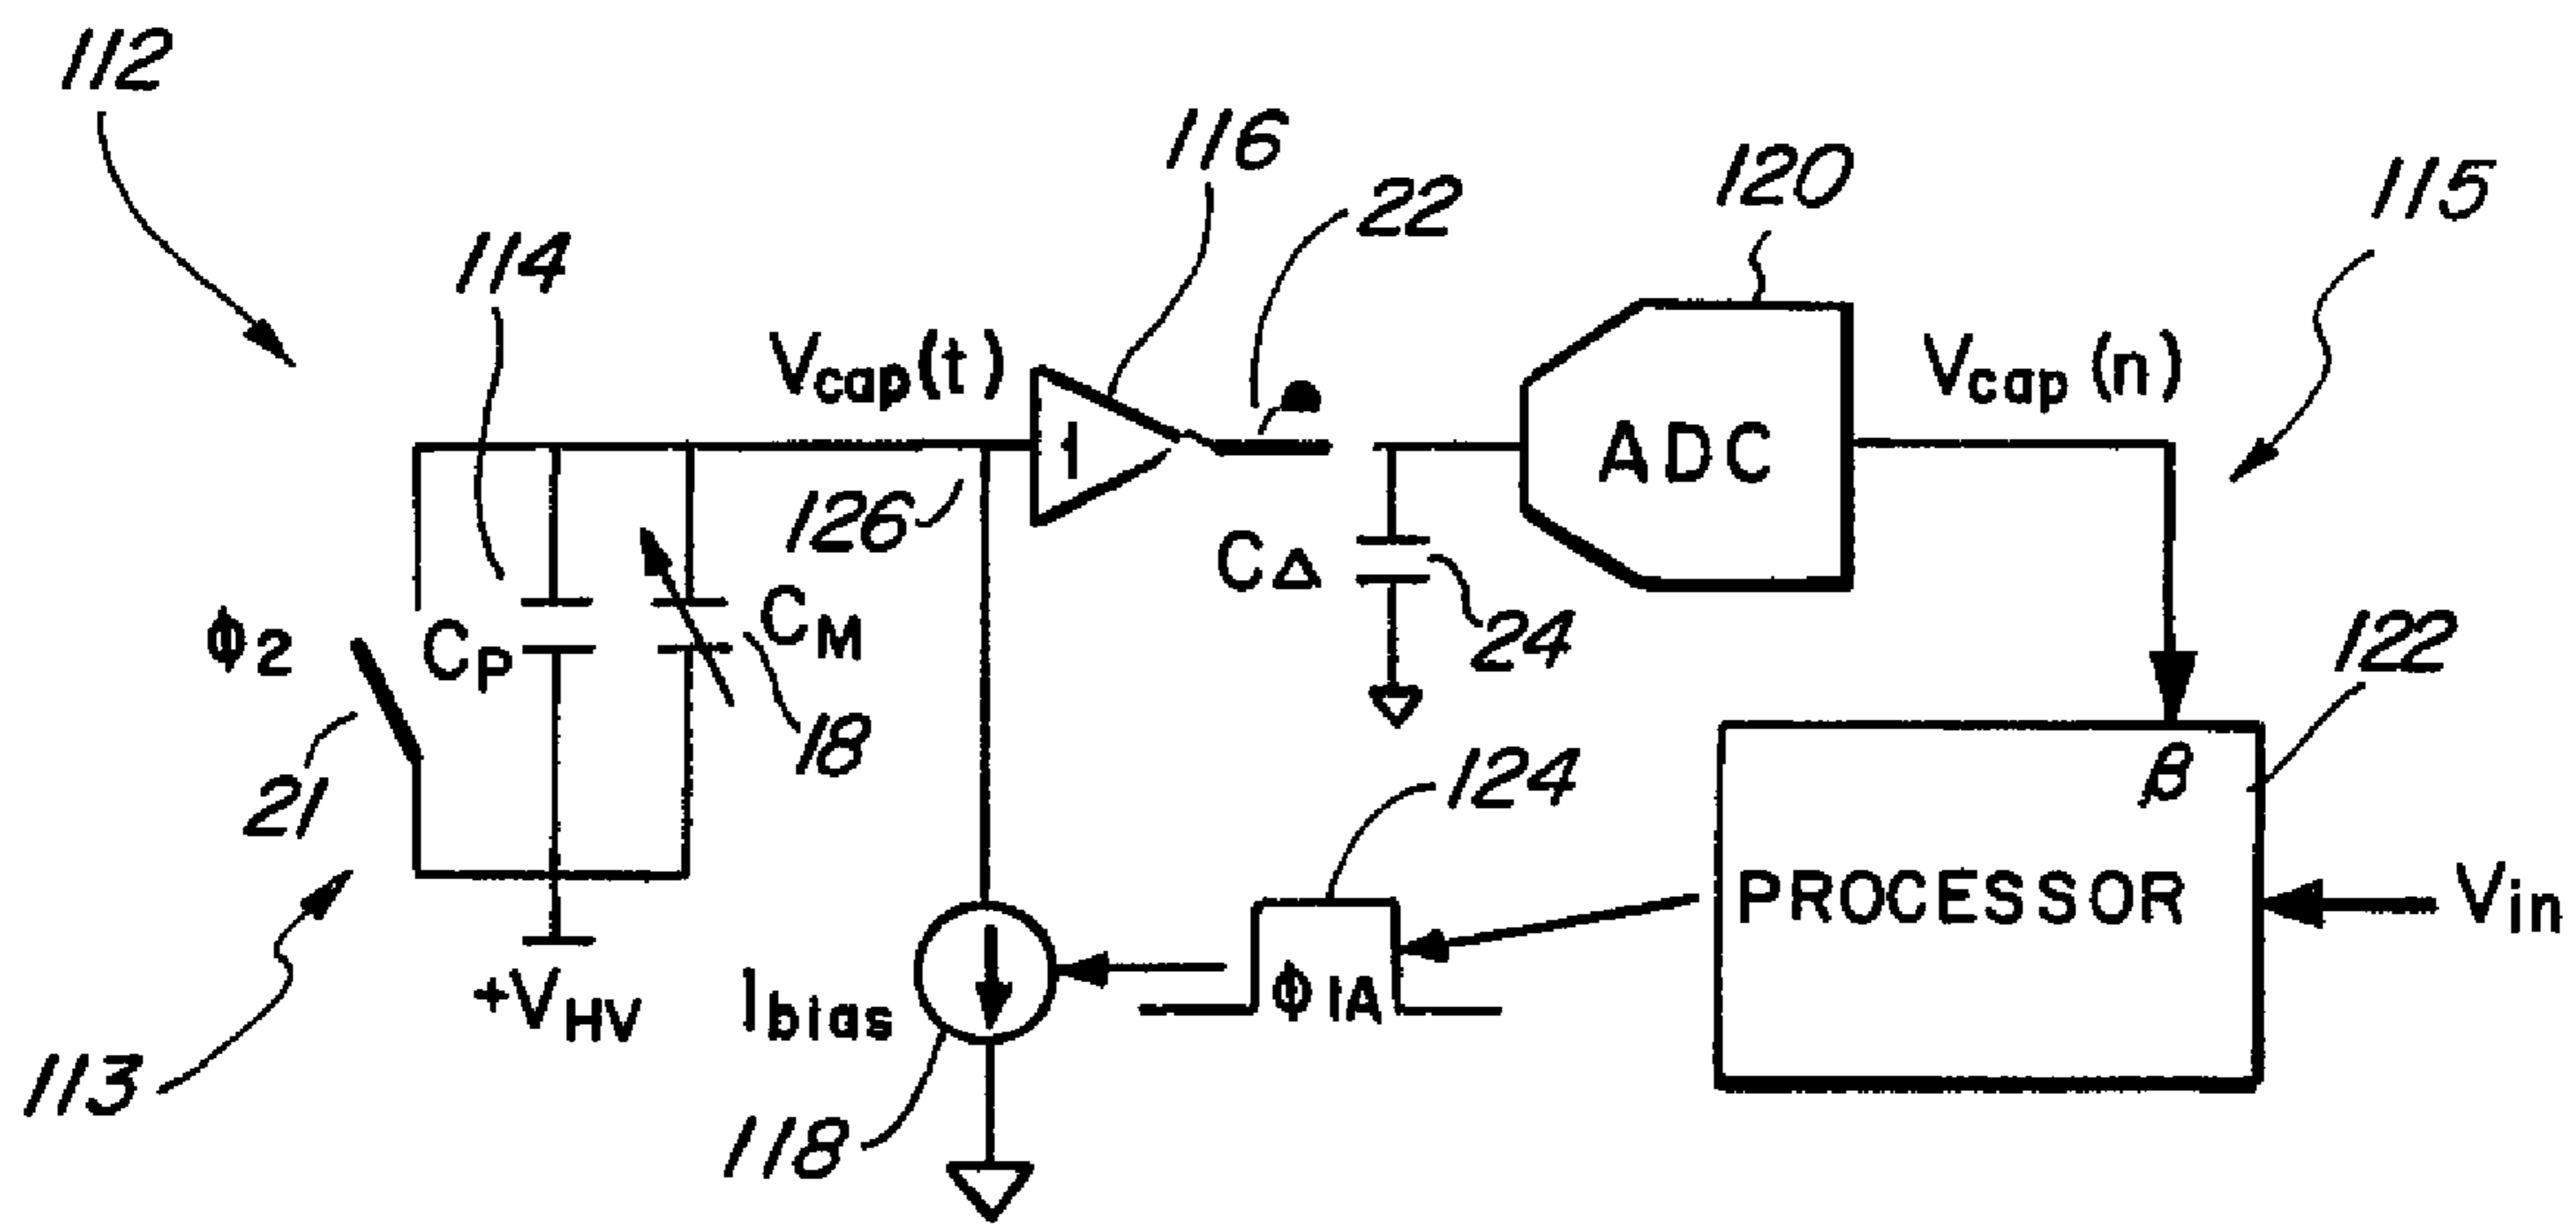 112
116
22
120
115
114
Vcap(t)
Vcap(n)
1
ADC
126
CΔ
24
ϕ2
CP
CM
18
21
122
β
124
PROCESSOR
Vin
+VHV
Ibias
ϕ1A
113
118